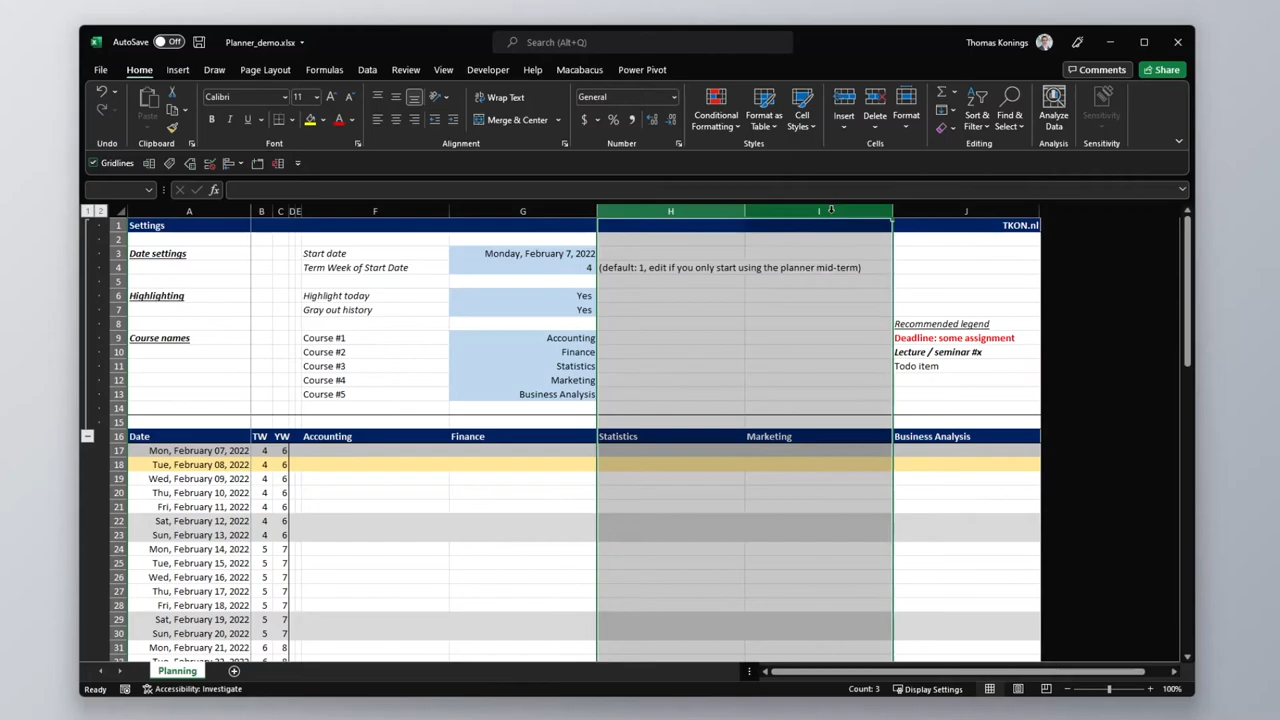 AutoSave Off Planner_demo.xlsx Search (Alt+Q) Thomas Konings
File Home Insert Draw Page Layout Formulas Data Review View Developer Help Macabacus Power Pivot Comments Share
Calibri 11 Wrap Text General
Paste Merge & Center Conditional Formatting Format as Table Cell Styles Insert Delete Format Sort & Filter Find & Select Analyze Data Sensitivity
Undo Clipboard Font Alignment Number Styles Cells Editing Analysis Sensitivity
Gridlines
fx
1 2 A B C D E F G H I J
1 Settings TKON.nl
2
3 Date settings Start date Monday, February 7, 2022
4 Term Week of Start Date 4 (default: 1, edit if you only start using the planner mid-term)
5
6 Highlighting Highlight today Yes
7 Gray out history Yes
8 Recommended legend
9 Course names Course #1 Accounting Deadline: some assignment
10 Course #2 Finance Lecture / seminar #x
11 Course #3 Statistics Todo item
12 Course #4 Marketing
13 Course #5 Business Analysis
14
15
16 Date TW YW Accounting Finance Statistics Marketing Business Analysis
17 Mon, February 07, 2022 4 6
18 Tue, February 08, 2022 4 6
19 Wed, February 09, 2022 4 6
20 Thu, February 10, 2022 4 6
21 Fri, February 11, 2022 4 6
22 Sat, February 12, 2022 4 6
23 Sun, February 13, 2022 4 6
24 Mon, February 14, 2022 5 7
25 Tue, February 15, 2022 5 7
26 Wed, February 16, 2022 5 7
27 Thu, February 17, 2022 5 7
28 Fri, February 18, 2022 5 7
29 Sat, February 19, 2022 5 7
30 Sun, February 20, 2022 5 7
31 Mon, February 21, 2022 6 8
Planning
Ready Accessibility: Investigate Count: 3 Display Settings 100%